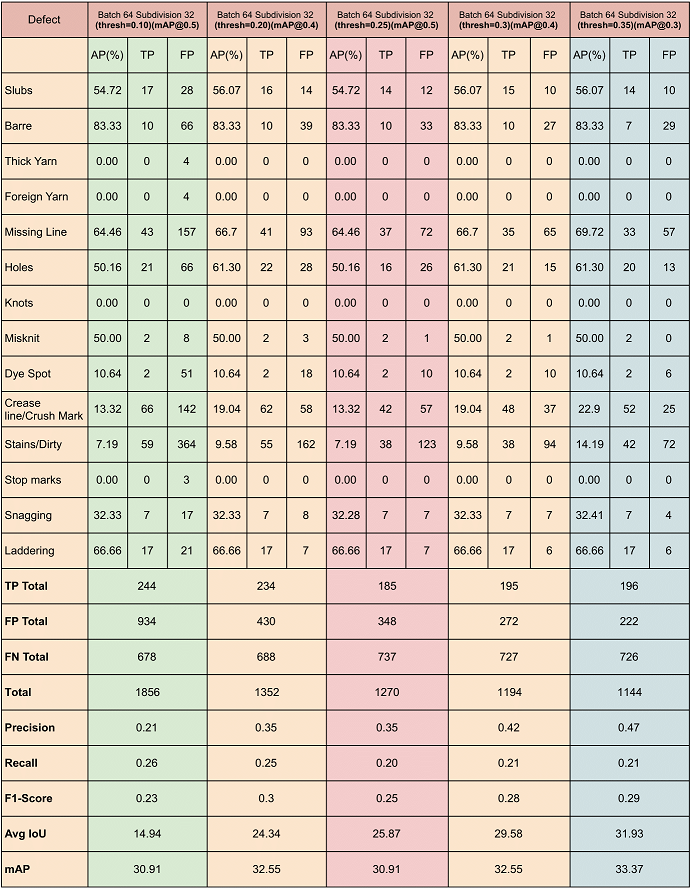 Defect Batch 64 Subdivision 32 (thresh=0.10)(mAP@0.5) Batch 64 Subdivision 32 (thresh=0.20)(mAP@0.4) Batch 64 Subdivision 32 (thresh=0.25)(mAP@0.5) Batch 64 Subdivision 32 (thresh=0.3)(mAP@0.4) Batch 64 Subdivision 32 (thresh=0.35)(mAP@0.3)
AP(%) TP FP AP(%) TP FP AP(%) TP FP AP(%) TP FP AP(%) TP FP
Slubs 54.72 17 28 56.07 16 14 54.72 14 12 56.07 15 10 56.07 14 10
Barre 83.33 10 66 83.33 10 39 83.33 10 33 83.33 10 27 83.33 7 29
Thick Yarn 0.00 0 4 0.00 0 0 0.00 0 0 0.00 0 0 0.00 0 0
Foreign Yarn 0.00 0 4 0.00 0 0 0.00 0 0 0.00 0 0 0.00 0 0
Missing Line 64.46 43 157 66.7 41 93 64.46 37 72 66.7 35 65 69.72 33 57
Holes 50.16 21 66 61.30 22 28 50.16 16 26 61.30 21 15 61.30 20 13
Knots 0.00 0 0 0.00 0 0 0.00 0 0 0.00 0 0 0.00 0 0
Misknit 50.00 2 8 50.00 2 3 50.00 2 1 50.00 2 1 50.00 2 0
Dye Spot 10.64 2 51 10.64 2 18 10.64 2 10 10.64 2 10 10.64 2 6
Crease line/Crush Mark 13.32 66 142 19.04 62 58 13.32 42 57 19.04 48 37 22.9 52 25
Stains/Dirty 7.19 59 364 9.58 55 162 7.19 38 123 9.58 38 94 14.19 42 72
Stop marks 0.00 0 3 0.00 0 0 0.00 0 0 0.00 0 0 0.00 0 0
Snagging 32.33 7 17 32.33 7 8 32.28 7 7 32.33 7 7 32.41 7 4
Laddering 66.66 17 21 66.66 17 7 66.66 17 7 66.66 17 6 66.66 17 6
TP Total 244 234 185 195 196
FP Total 934 430 348 272 222
FN Total 678 688 737 727 726
Total 1856 1352 1270 1194 1144
Precision 0.21 0.35 0.35 0.42 0.47
Recall 0.26 0.25 0.20 0.21 0.21
F1-Score 0.23 0.3 0.25 0.28 0.29
Avg IoU 14.94 24.34 25.87 29.58 31.93
mAP 30.91 32.55 30.91 32.55 33.37